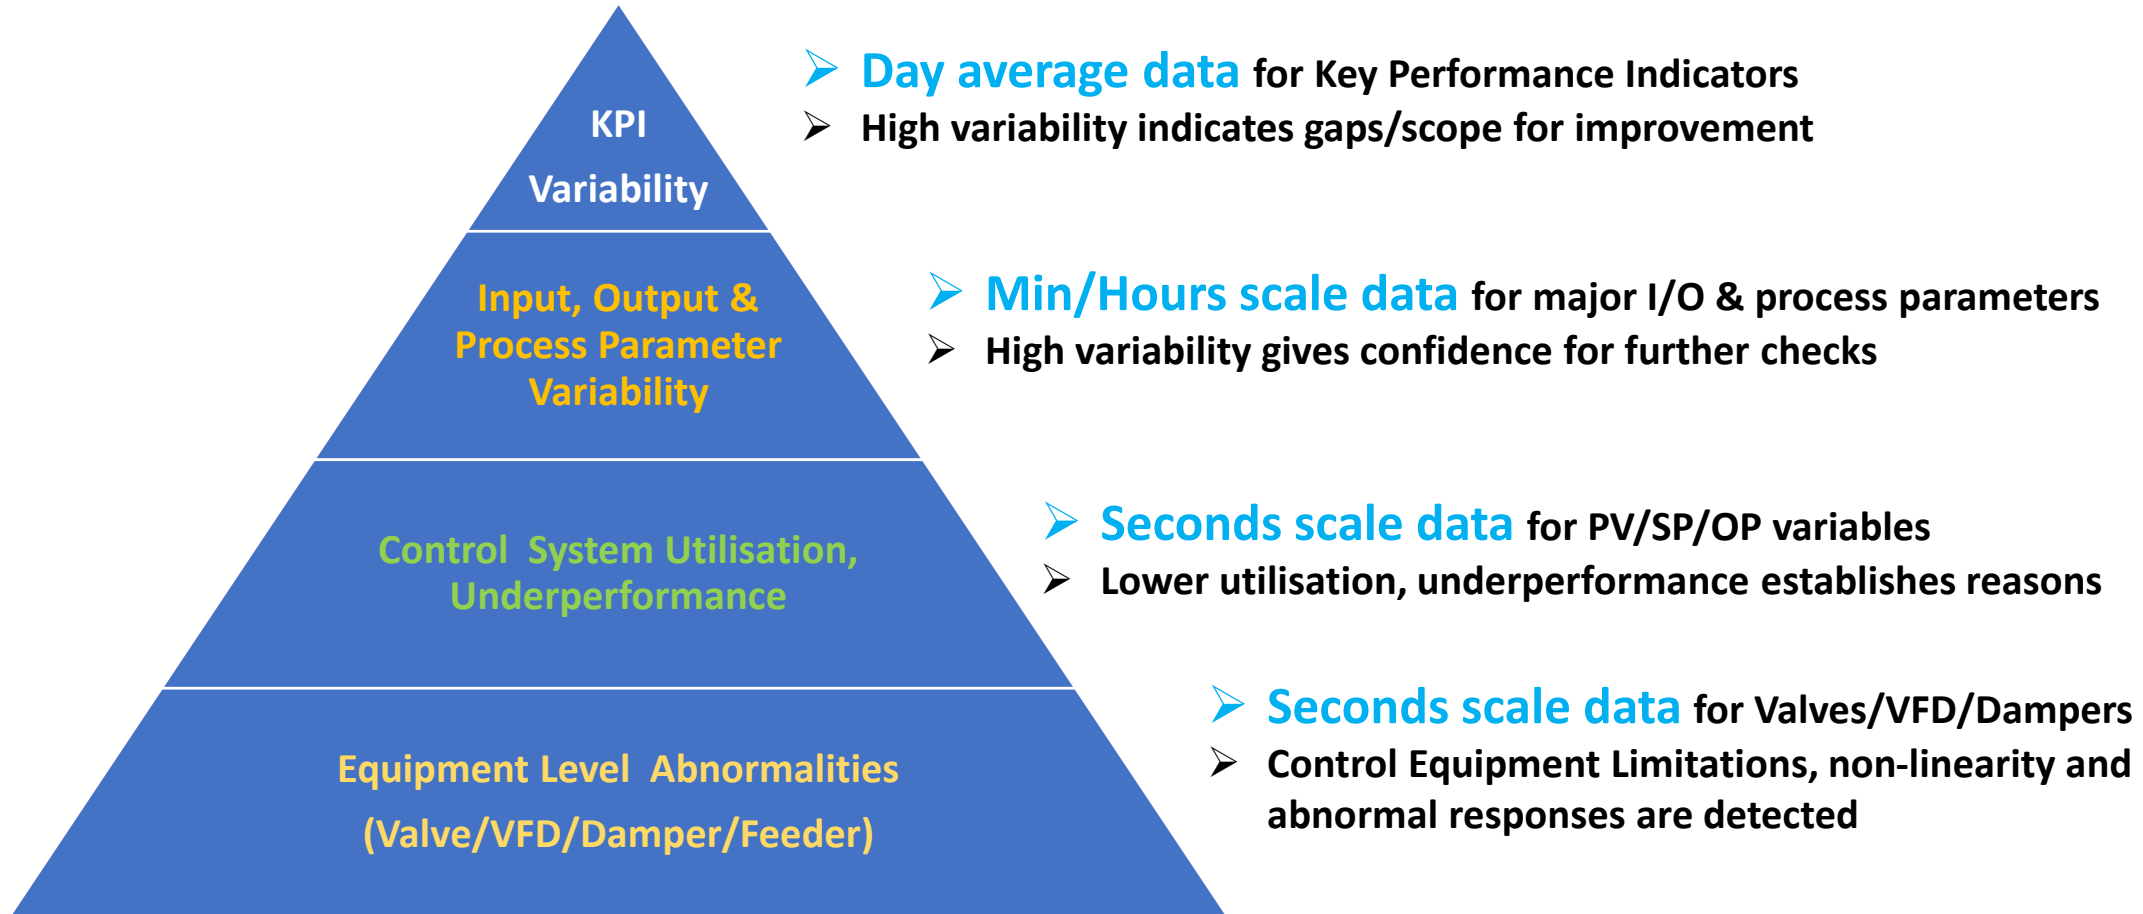 KPI
Variability
➢ Day average data for Key Performance Indicators
➢ High variability indicates gaps/scope for improvement
Input, Output &
Process Parameter
Variability
➢ Min/Hours scale data for major I/O & process parameters
➢ High variability gives confidence for further checks
Control System Utilisation,
Underperformance
➢ Seconds scale data for PV/SP/OP variables
➢ Lower utilisation, underperformance establishes reasons
Equipment Level Abnormalities
(Valve/VFD/Damper/Feeder)
➢ Seconds scale data for Valves/VFD/Dampers
➢ Control Equipment Limitations, non-linearity and
abnormal responses are detected